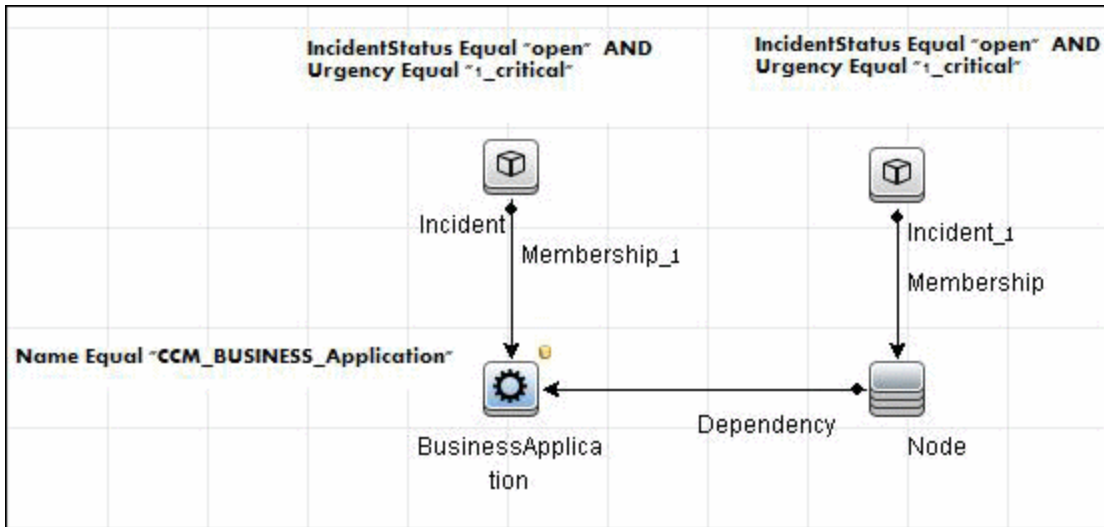 IncidentStatus Equal "open" AND
Urgency Equal "1_critical"
IncidentStatus Equal "open" AND
Urgency Equal "1_critical"
Incident
Membership_1
Incident_1
Membership
Name Equal "CCM_BUSINESS_Application"
Dependency
BusinessApplica
tion
Node